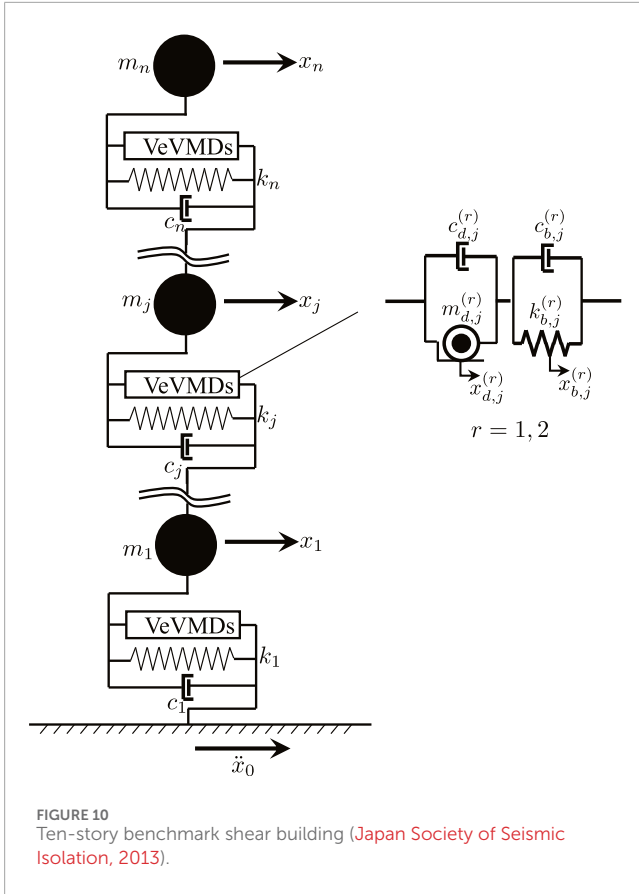 m_n
x_n
VeVMDs
k_n
c_n
m_j
x_j
VeVMDs
k_j
c_j
c_{d,j}^{(r)}
c_{b,j}^{(r)}
m_{d,j}^{(r)}
k_{b,j}^{(r)}
x_{d,j}^{(r)}
x_{b,j}^{(r)}
r = 1, 2
m_1
x_1
VeVMDs
k_1
c_1
ẍ_0
FIGURE 10
Ten-story benchmark shear building (Japan Society of Seismic
Isolation, 2013).